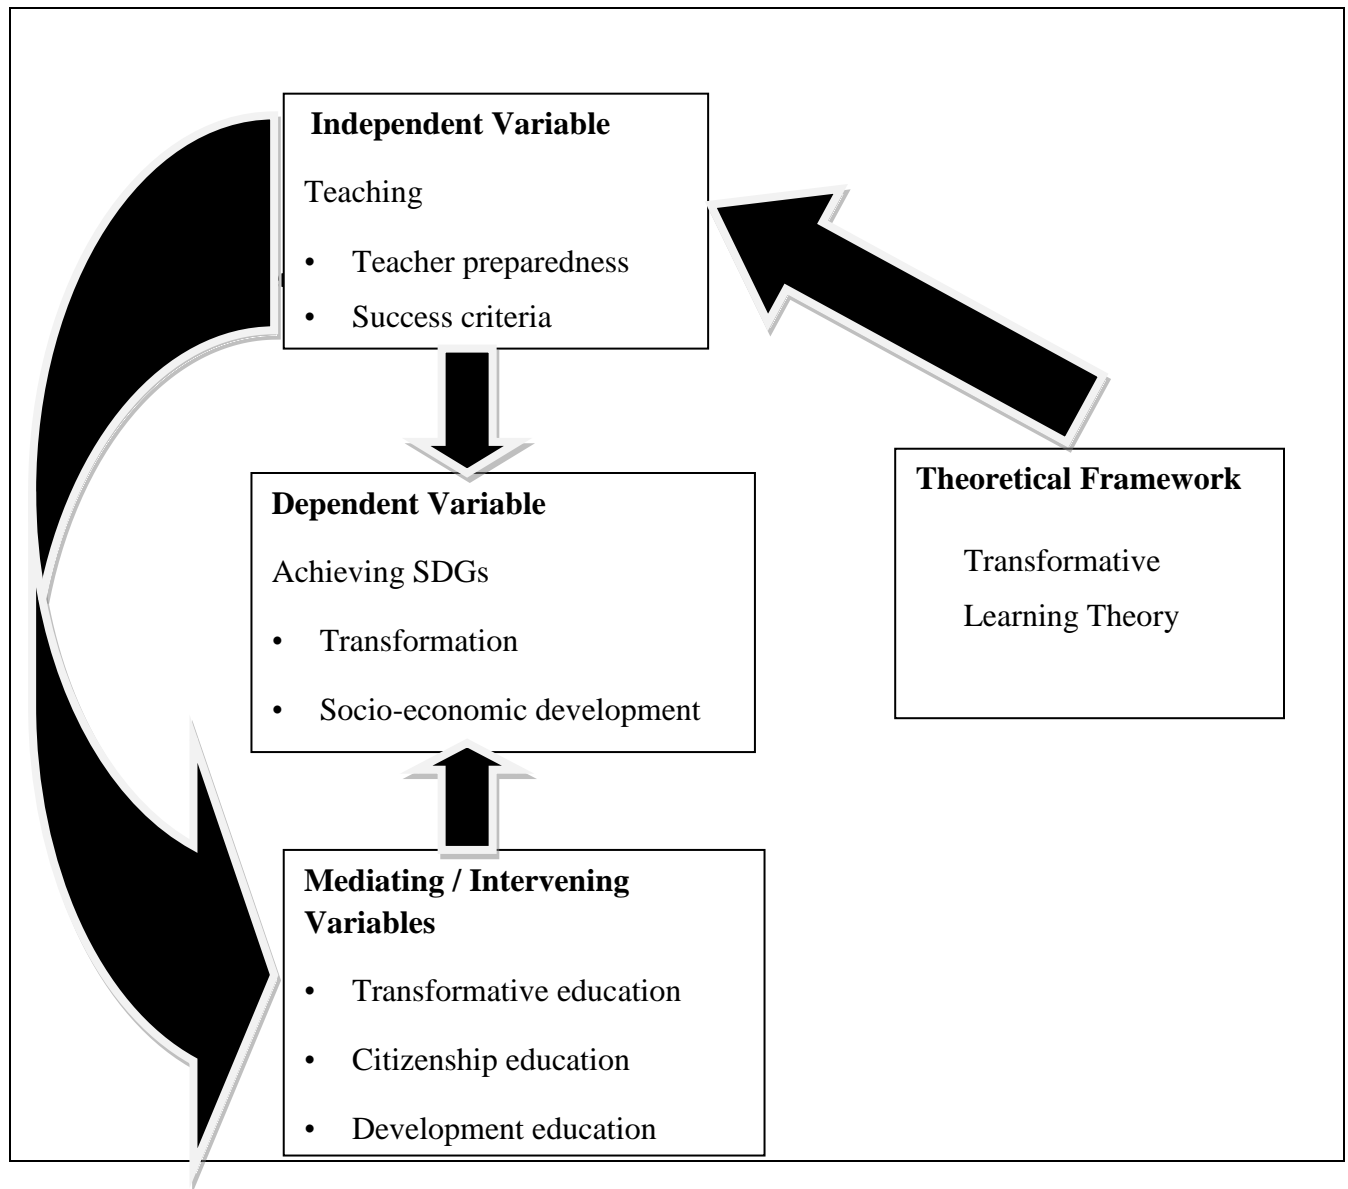 Independent Variable
Teaching
• Teacher preparedness
• Success criteria
Dependent Variable
Achieving SDGs
• Transformation
• Socio-economic development
Mediating / Intervening
Variables
• Transformative education
• Citizenship education
• Development education
Theoretical Framework
Transformative
Learning Theory